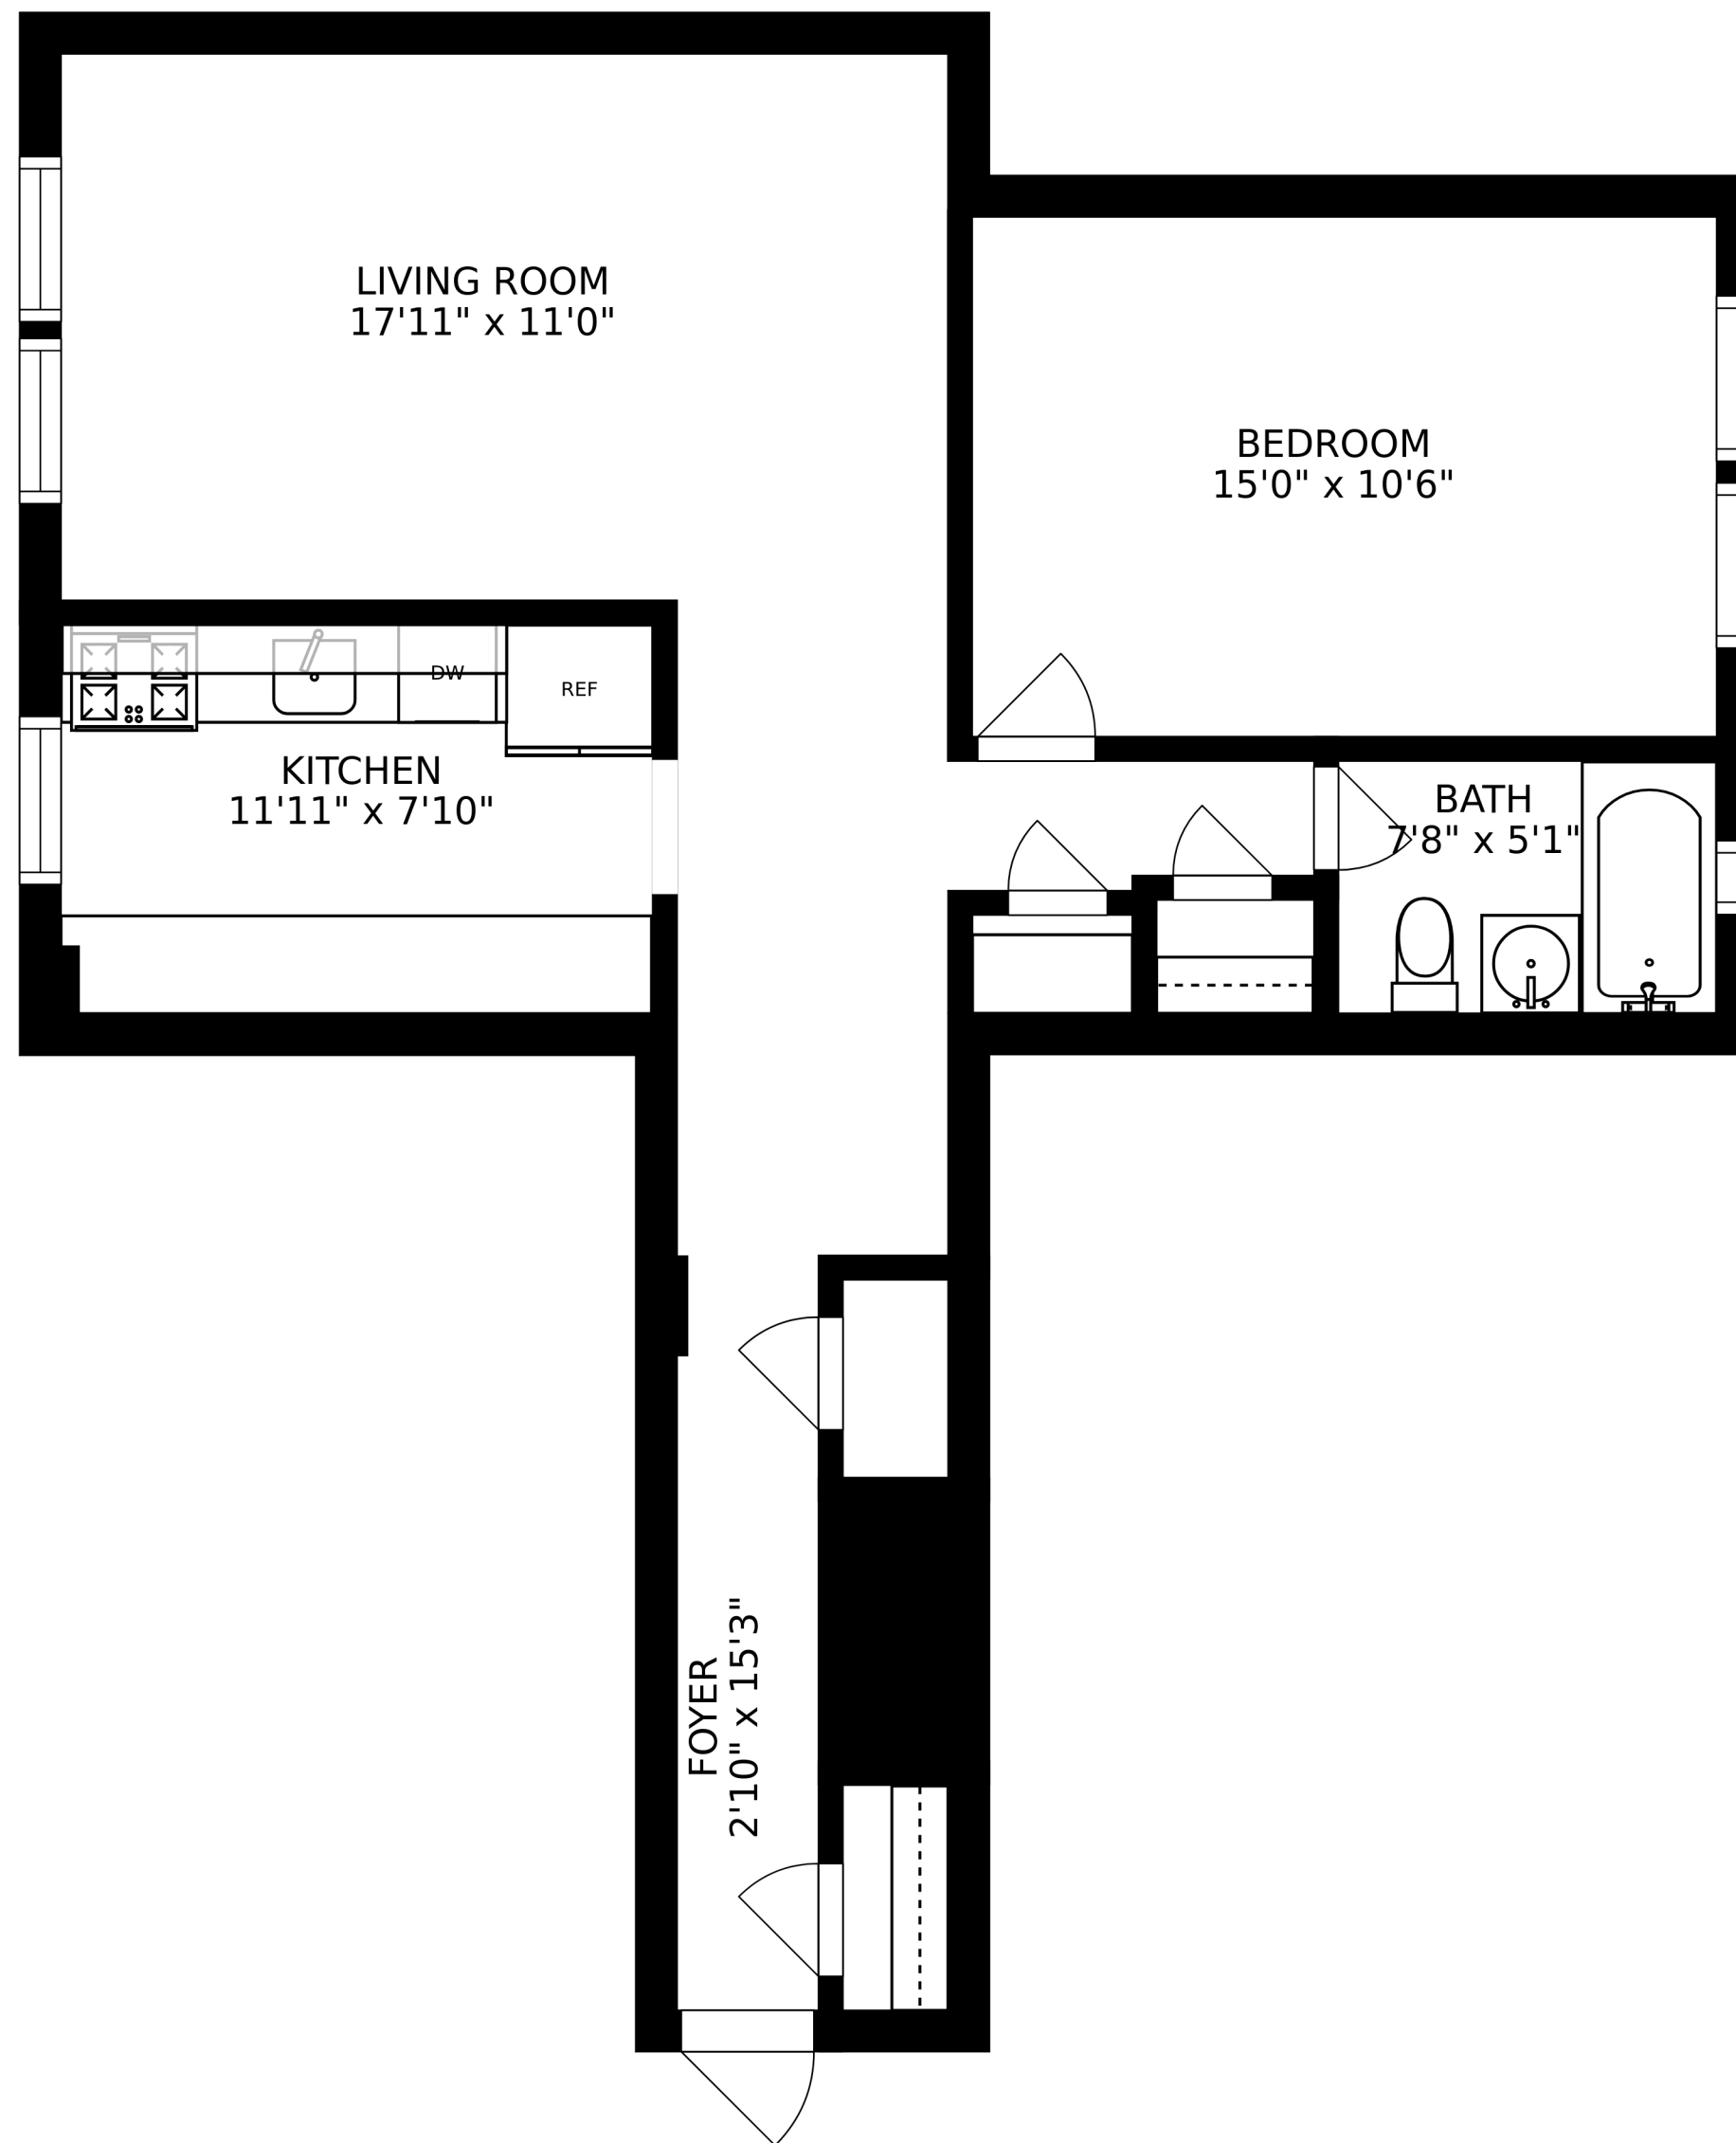 LIVING ROOM
17'11" x 11'0"
BEDROOM
15'0" x 10'6"
DW
REF
KITCHEN
11'11" x 7'10"
BATH
7'8" x 5'1"
FOYER
2'10" x 15'3"